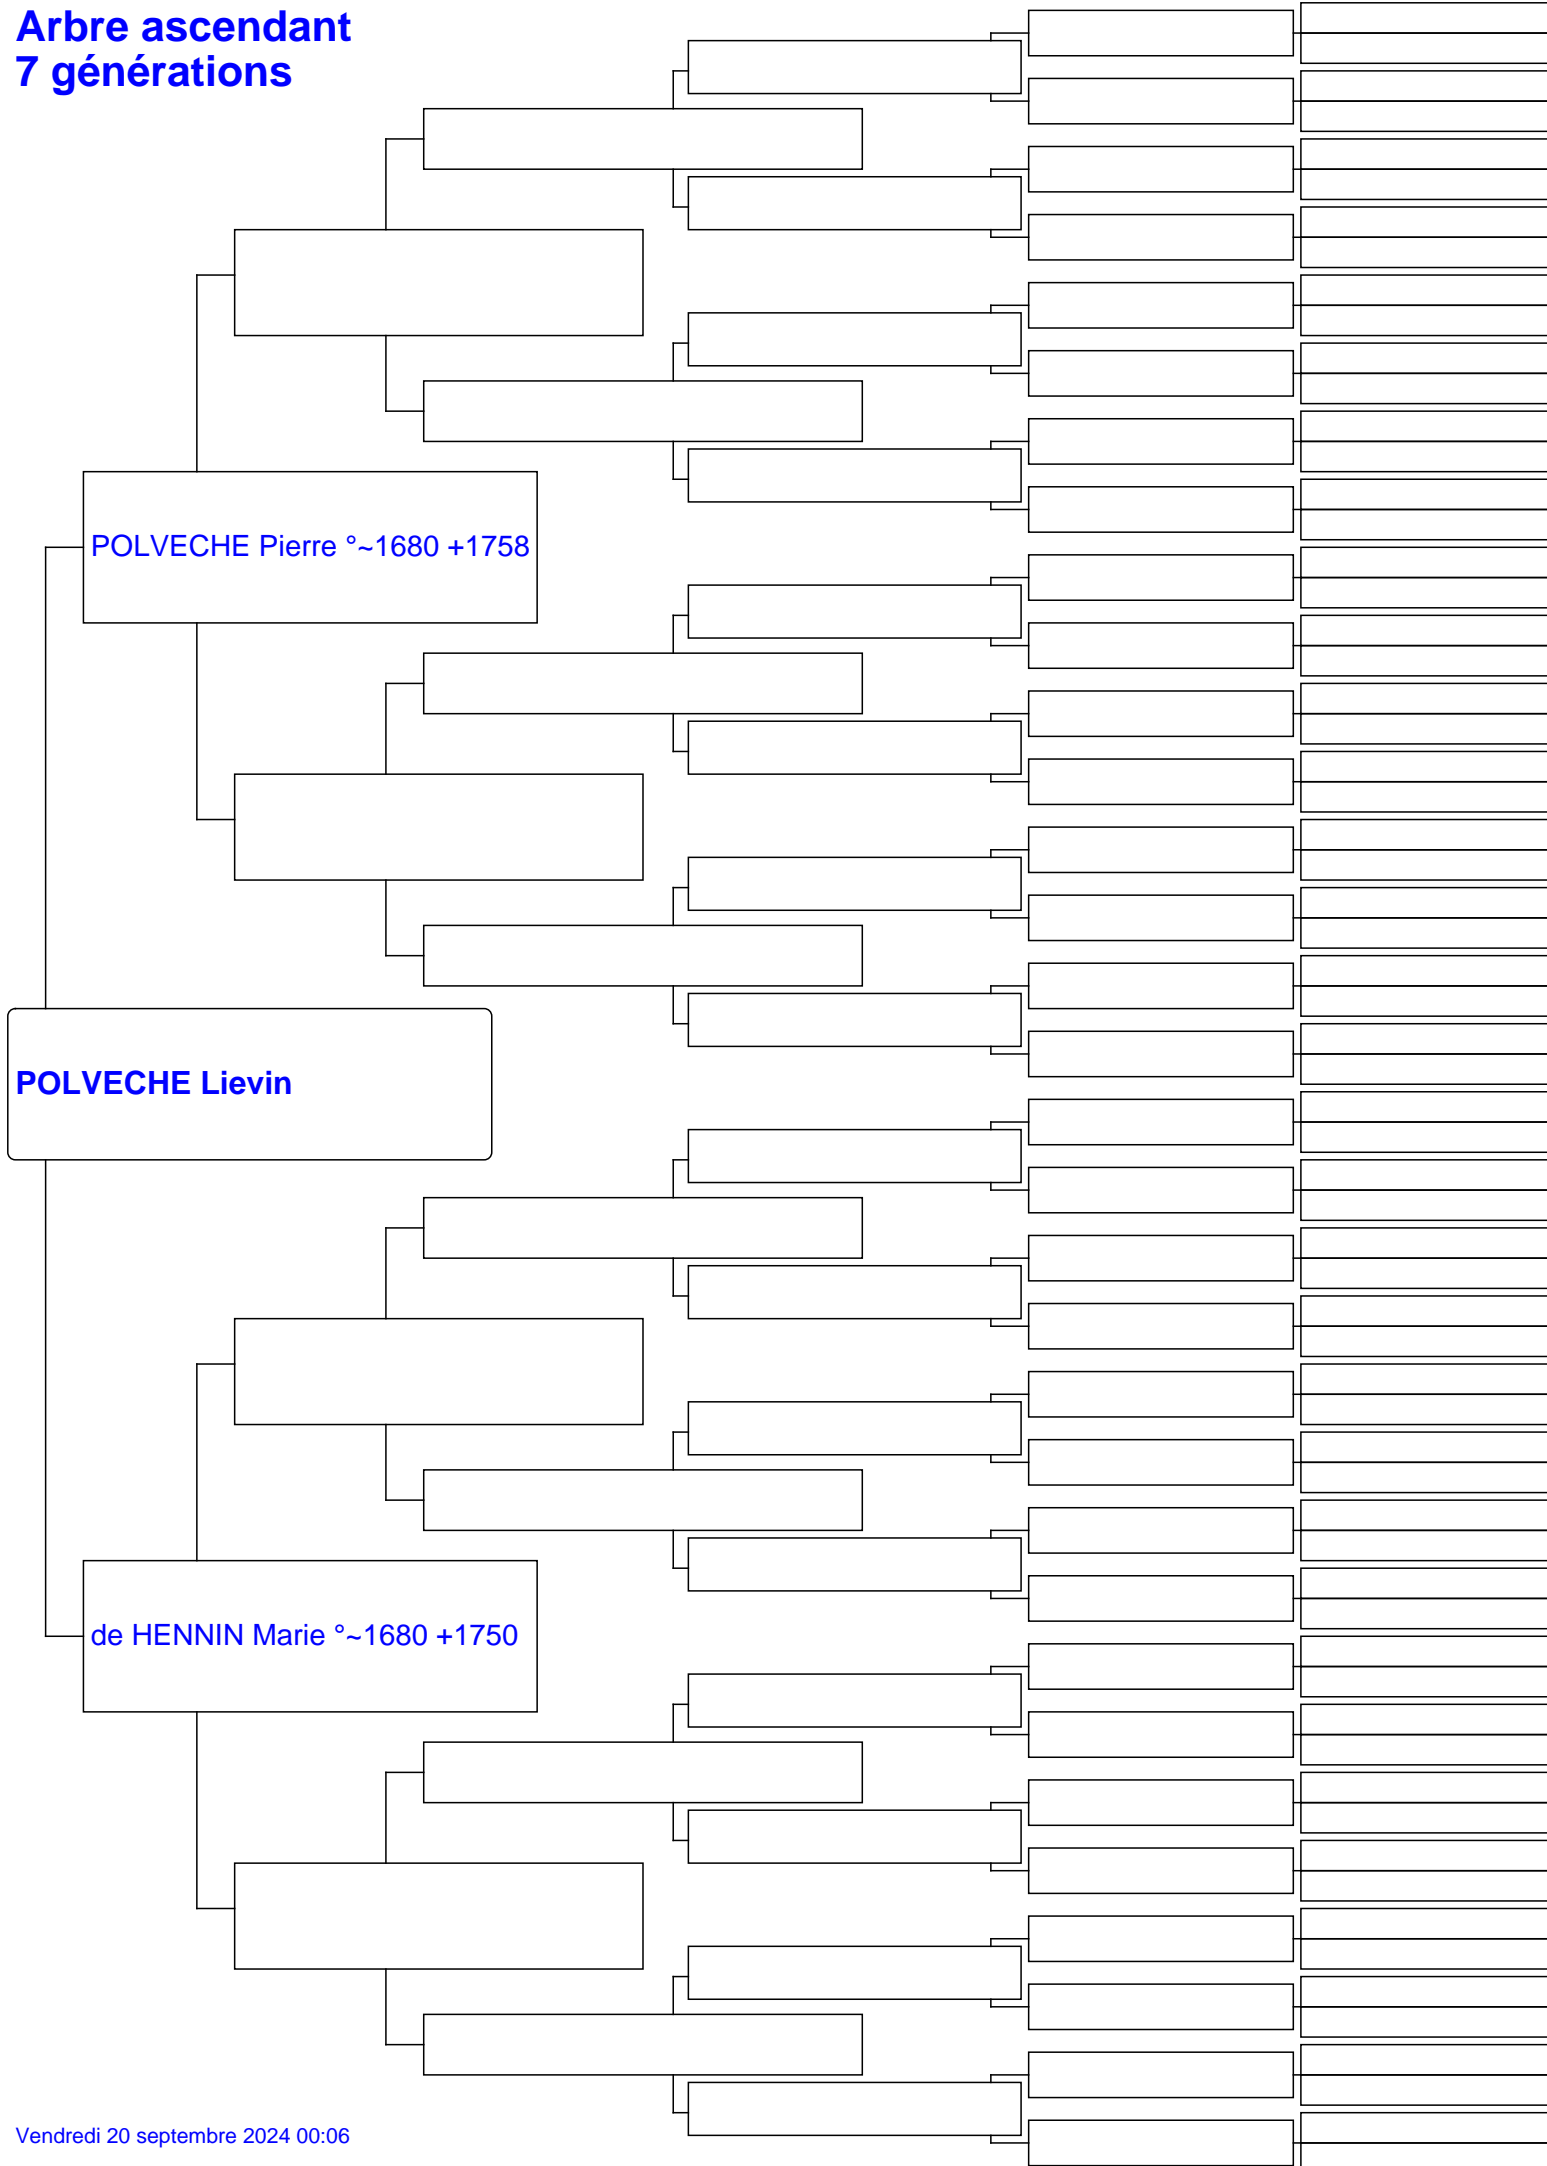 Arbre ascendant
7 générations
POLVECHE Pierre °~1680 +1758
POLVECHE Lievin
de HENNIN Marie °~1680 +1750
Vendredi 20 septembre 2024 00:06